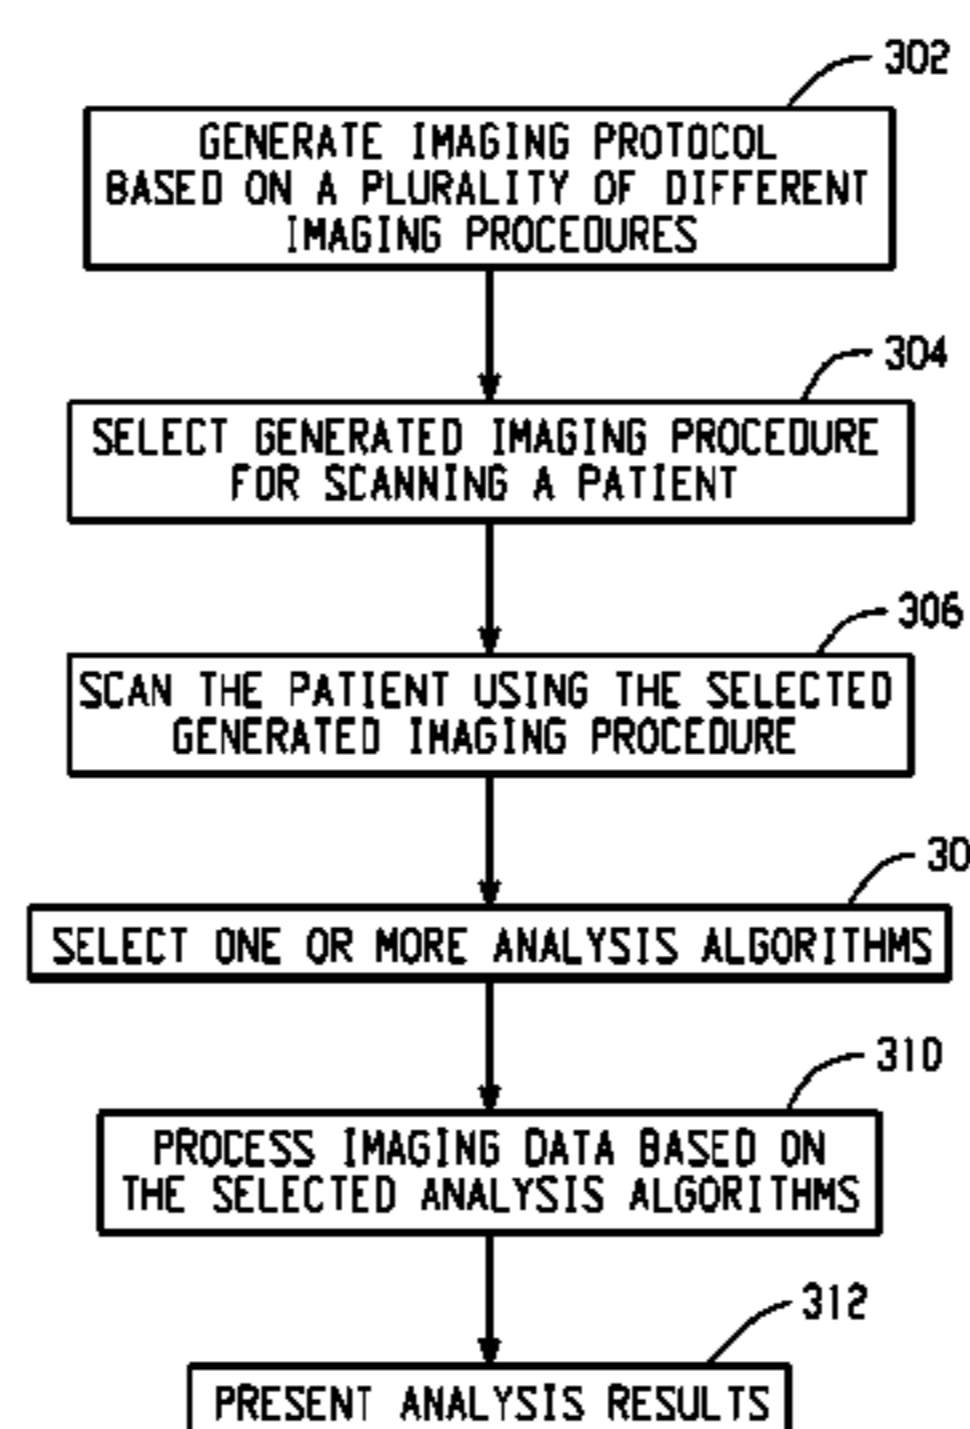 302
GENERATE IMAGING PROTOCOL
BASED ON A PLURALITY OF DIFFERENT
IMAGING PROCEDURES
304
SELECT GENERATED IMAGING PROCEDURE
FOR SCANNING A PATIENT
306
SCAN THE PATIENT USING THE SELECTED
GENERATED IMAGING PROCEDURE
30
SELECT ONE OR MORE ANALYSIS ALGORITHMS
310
PROCESS IMAGING DATA BASED ON
THE SELECTED ANALYSIS ALGORITHMS
312
PRESENT ANALYSIS RESULTS